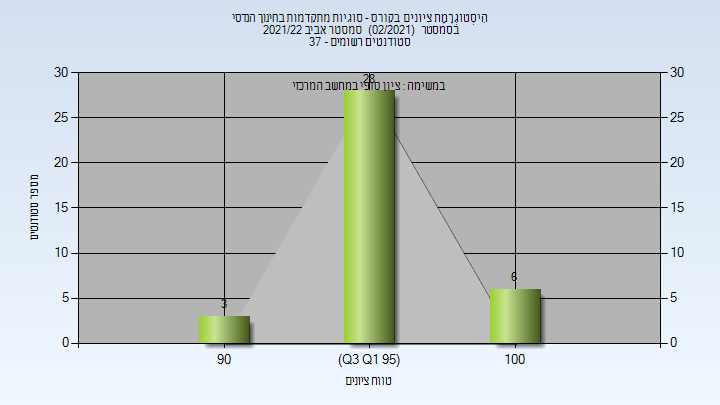 היסטוגרמת ציונים בקורס - סוגיות מתקדמות בחינוך הנדסי
בסמסטר (02/2021) סמסטר אביב 2021/22
סטודנטים רשומים - 37
במשימה : ציון סופי במחשב המרכזי
מספר סטודנטים
30
25
20
15
10
5
0
30
25
20
15
10
5
0
3
28
6
90
(Q3 Q1 95)
100
טווח ציונים